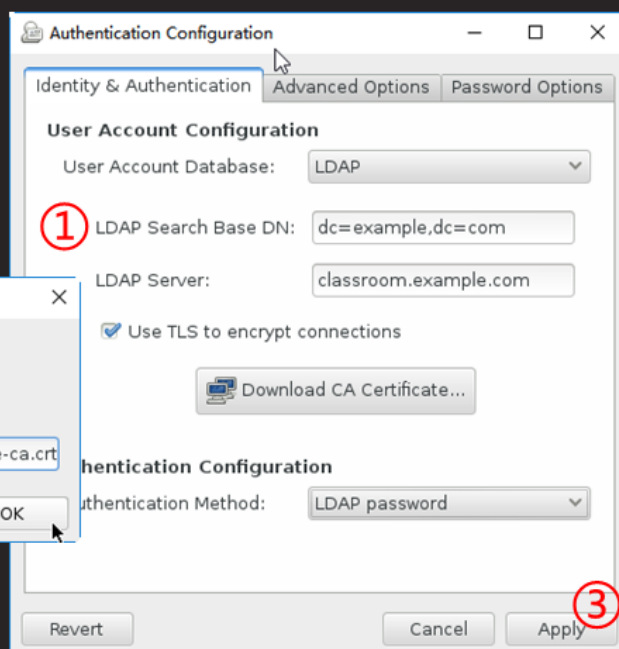 Authentication Configuration
Identity & Authentication Advanced Options Password Options
User Account Configuration
User Account Database: LDAP
① LDAP Search Base DN: dc=example,dc=com
LDAP Server: classroom.example.com
Use TLS to encrypt connections
Download CA Certificate...
e-ca.crt
OK
hentication Configuration
uthentication Method: LDAP password
Revert Cancel Apply ③